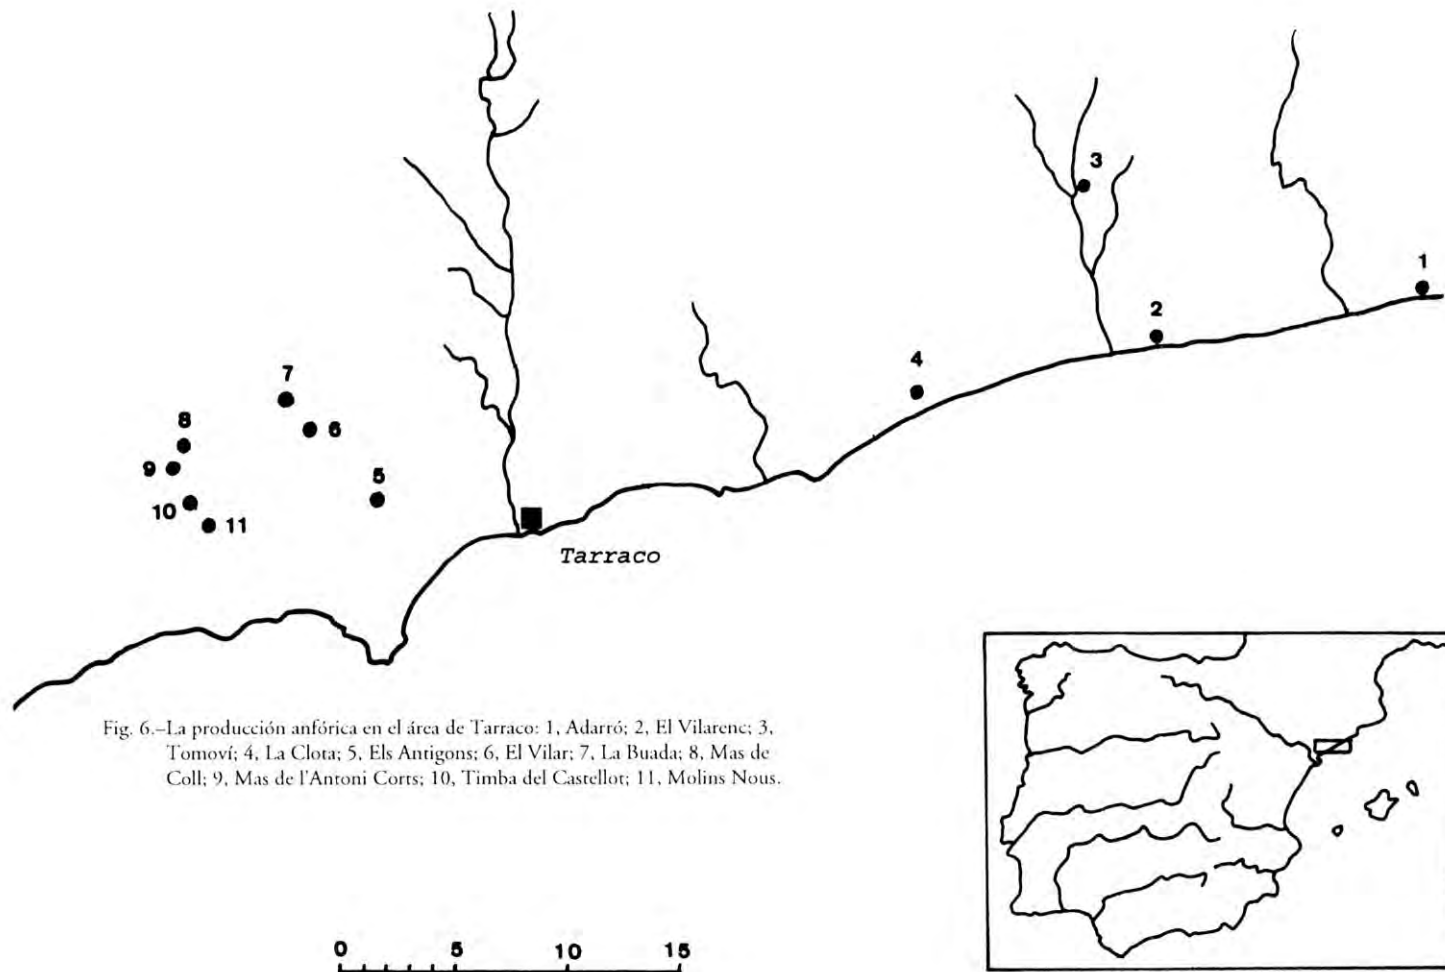 3
1
2
4
7
8
6
9
5
10
11
Tarraco
Fig. 6.–La producción anfórica en el área de Tarraco: 1, Adarró; 2, El Vilarenc; 3,
Tomoví; 4, La Clota; 5, Els Antigons; 6, El Vilar; 7, La Buada; 8, Mas de
Coll; 9, Mas de l'Antoni Corts; 10, Timba del Castellot; 11, Molins Nous.
0 5 10 15